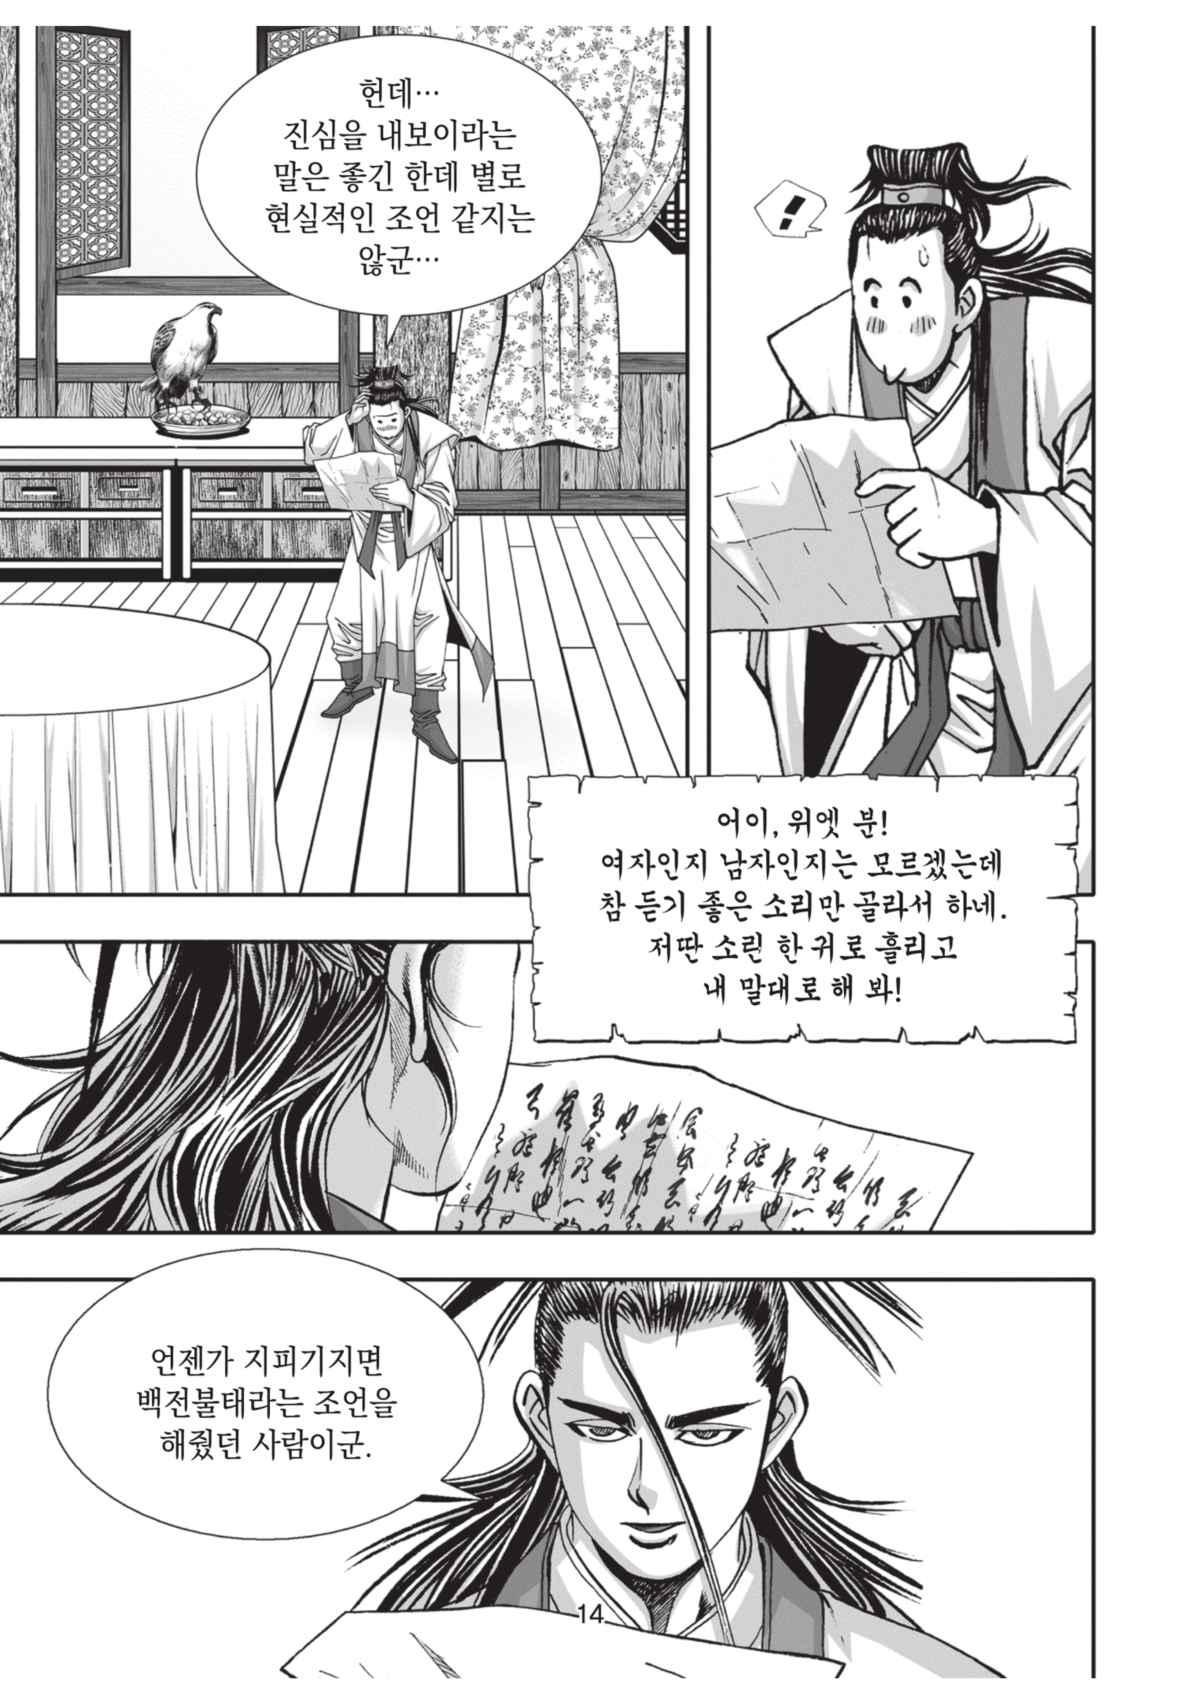 헌데…
진심을 내보이라는
말은 좋긴 한데 별로
현실적인 조언 같지는
않군…
!
어이, 위엣 분!
여자인지 남자인지는 모르겠는데
참 듣기 좋은 소리만 골라서 하네.
저딴 소린 한 귀로 흘리고
내 말대로 해 봐!
언젠가 지피기지면
백전불태라는 조언을
해줬던 사람이군.
14